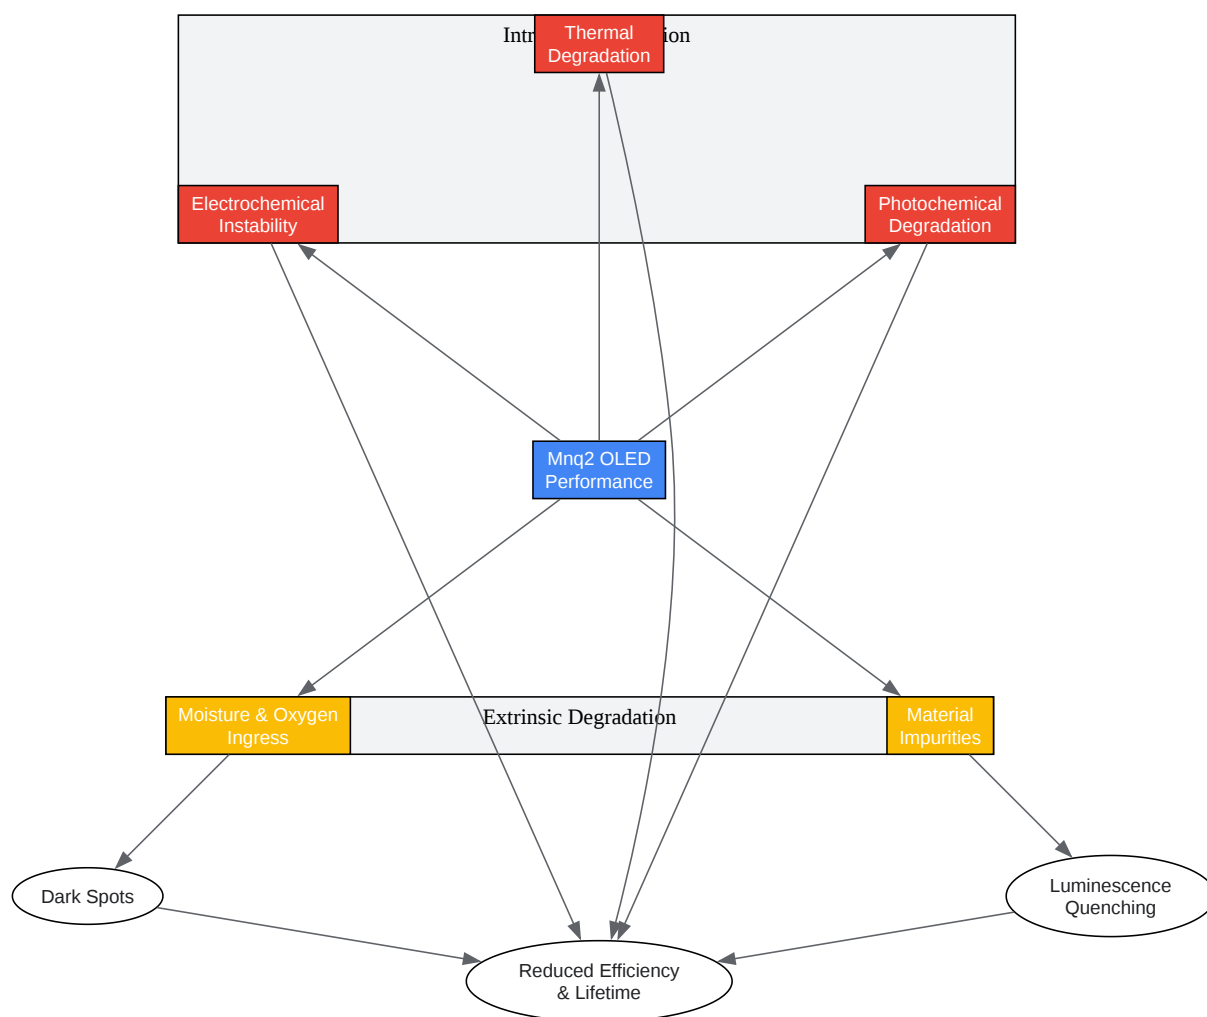 Thermal
Degradation
Electrochemical
Instability
Photochemical
Degradation
Mnq2 OLED
Performance
Moisture & Oxygen
Ingress
Extrinsic Degradation
Material
Impurities
Dark Spots
Luminescence
Quenching
Reduced Efficiency
& Lifetime